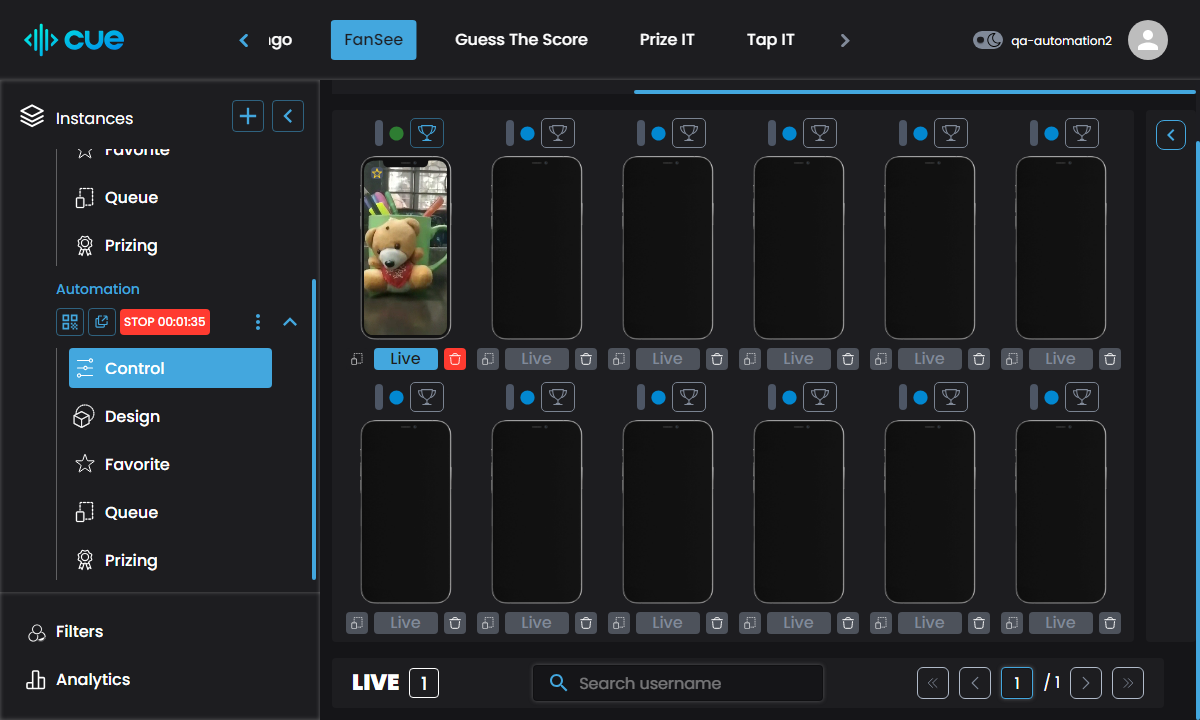 cue
ngo
FanSee
Guess The Score
Prize IT
Tap IT
qa-automation2
Instances
Favorite
Queue
Prizing
Automation
STOP 00:01:35
Control
Design
Favorite
Queue
Prizing
Filters
Analytics
Live Live Live Live Live Live
Live Live Live Live Live Live
LIVE 1
Search username
1 / 1